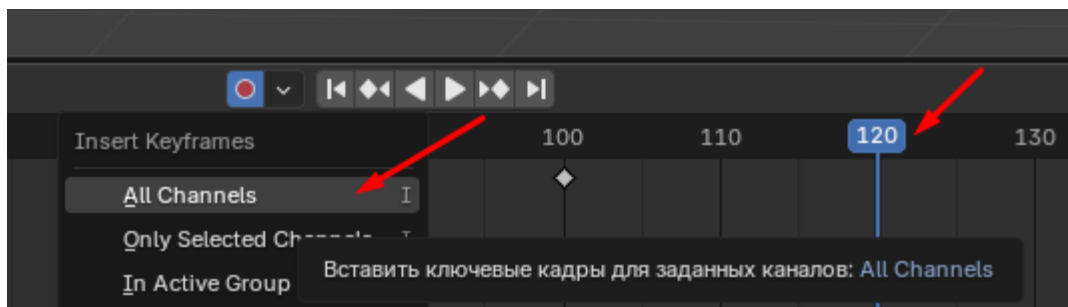 Insert Keyframes
100 110 120 130
All Channels I
Only Selected Channels I
In Active Group
Вставить ключевые кадры для заданных каналов: All Channels